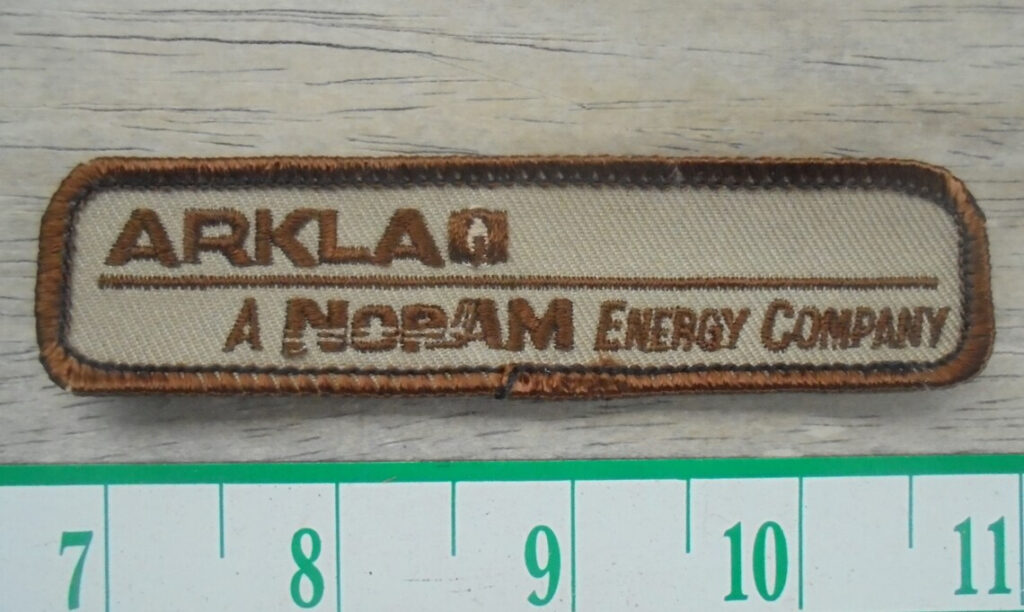 ARKLA
A NORAM ENERGY COMPANY
7 8 9 10 11